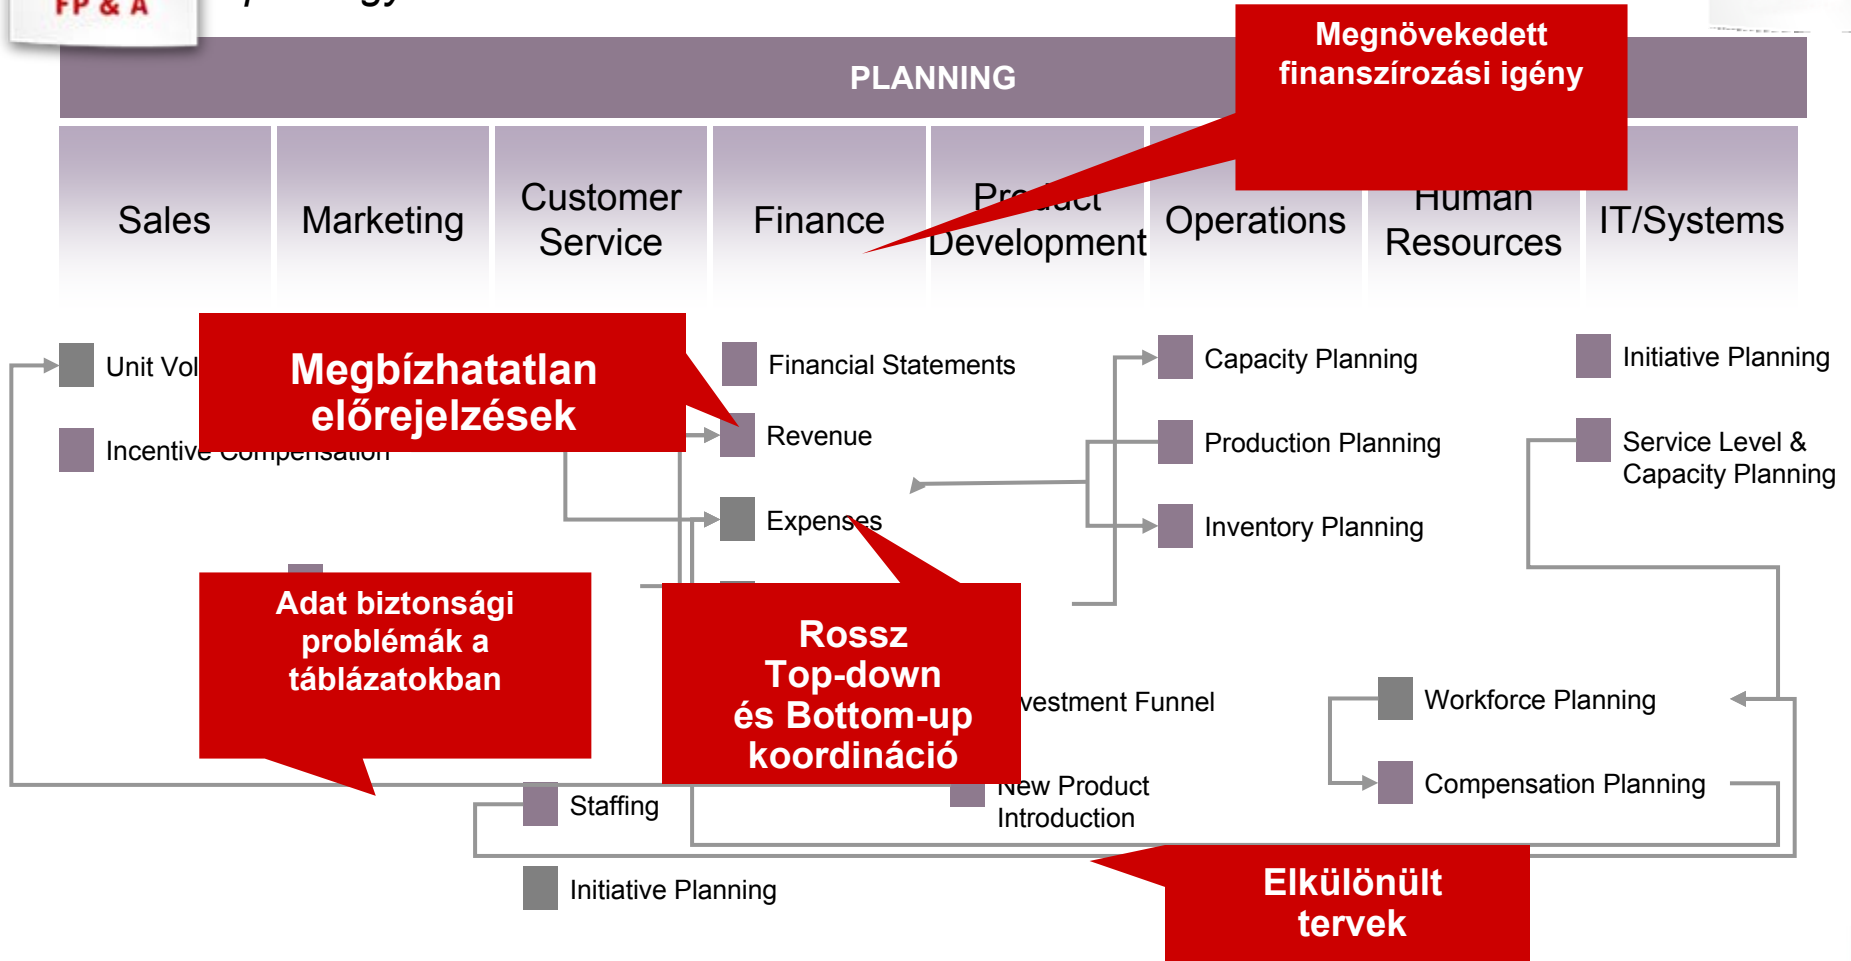 FP & A
PLANNING
Megnövekedett
finanszírozási igény
Sales
Marketing
Customer
Service
Finance
Product
Development
Operations
Human
Resources
IT/Systems
Unit Vol
Incentive Compensation
Megbízhatatlan
előrejelzések
Financial Statements
Revenue
Expenses
Capacity Planning
Production Planning
Inventory Planning
Initiative Planning
Service Level &
Capacity Planning
Adat biztonsági
problémák a
táblázatokban
Rossz
Top-down
és Bottom-up
koordináció
vestment Funnel
New Product
Introduction
Workforce Planning
Compensation Planning
Staffing
Initiative Planning
Elkülönült
tervek